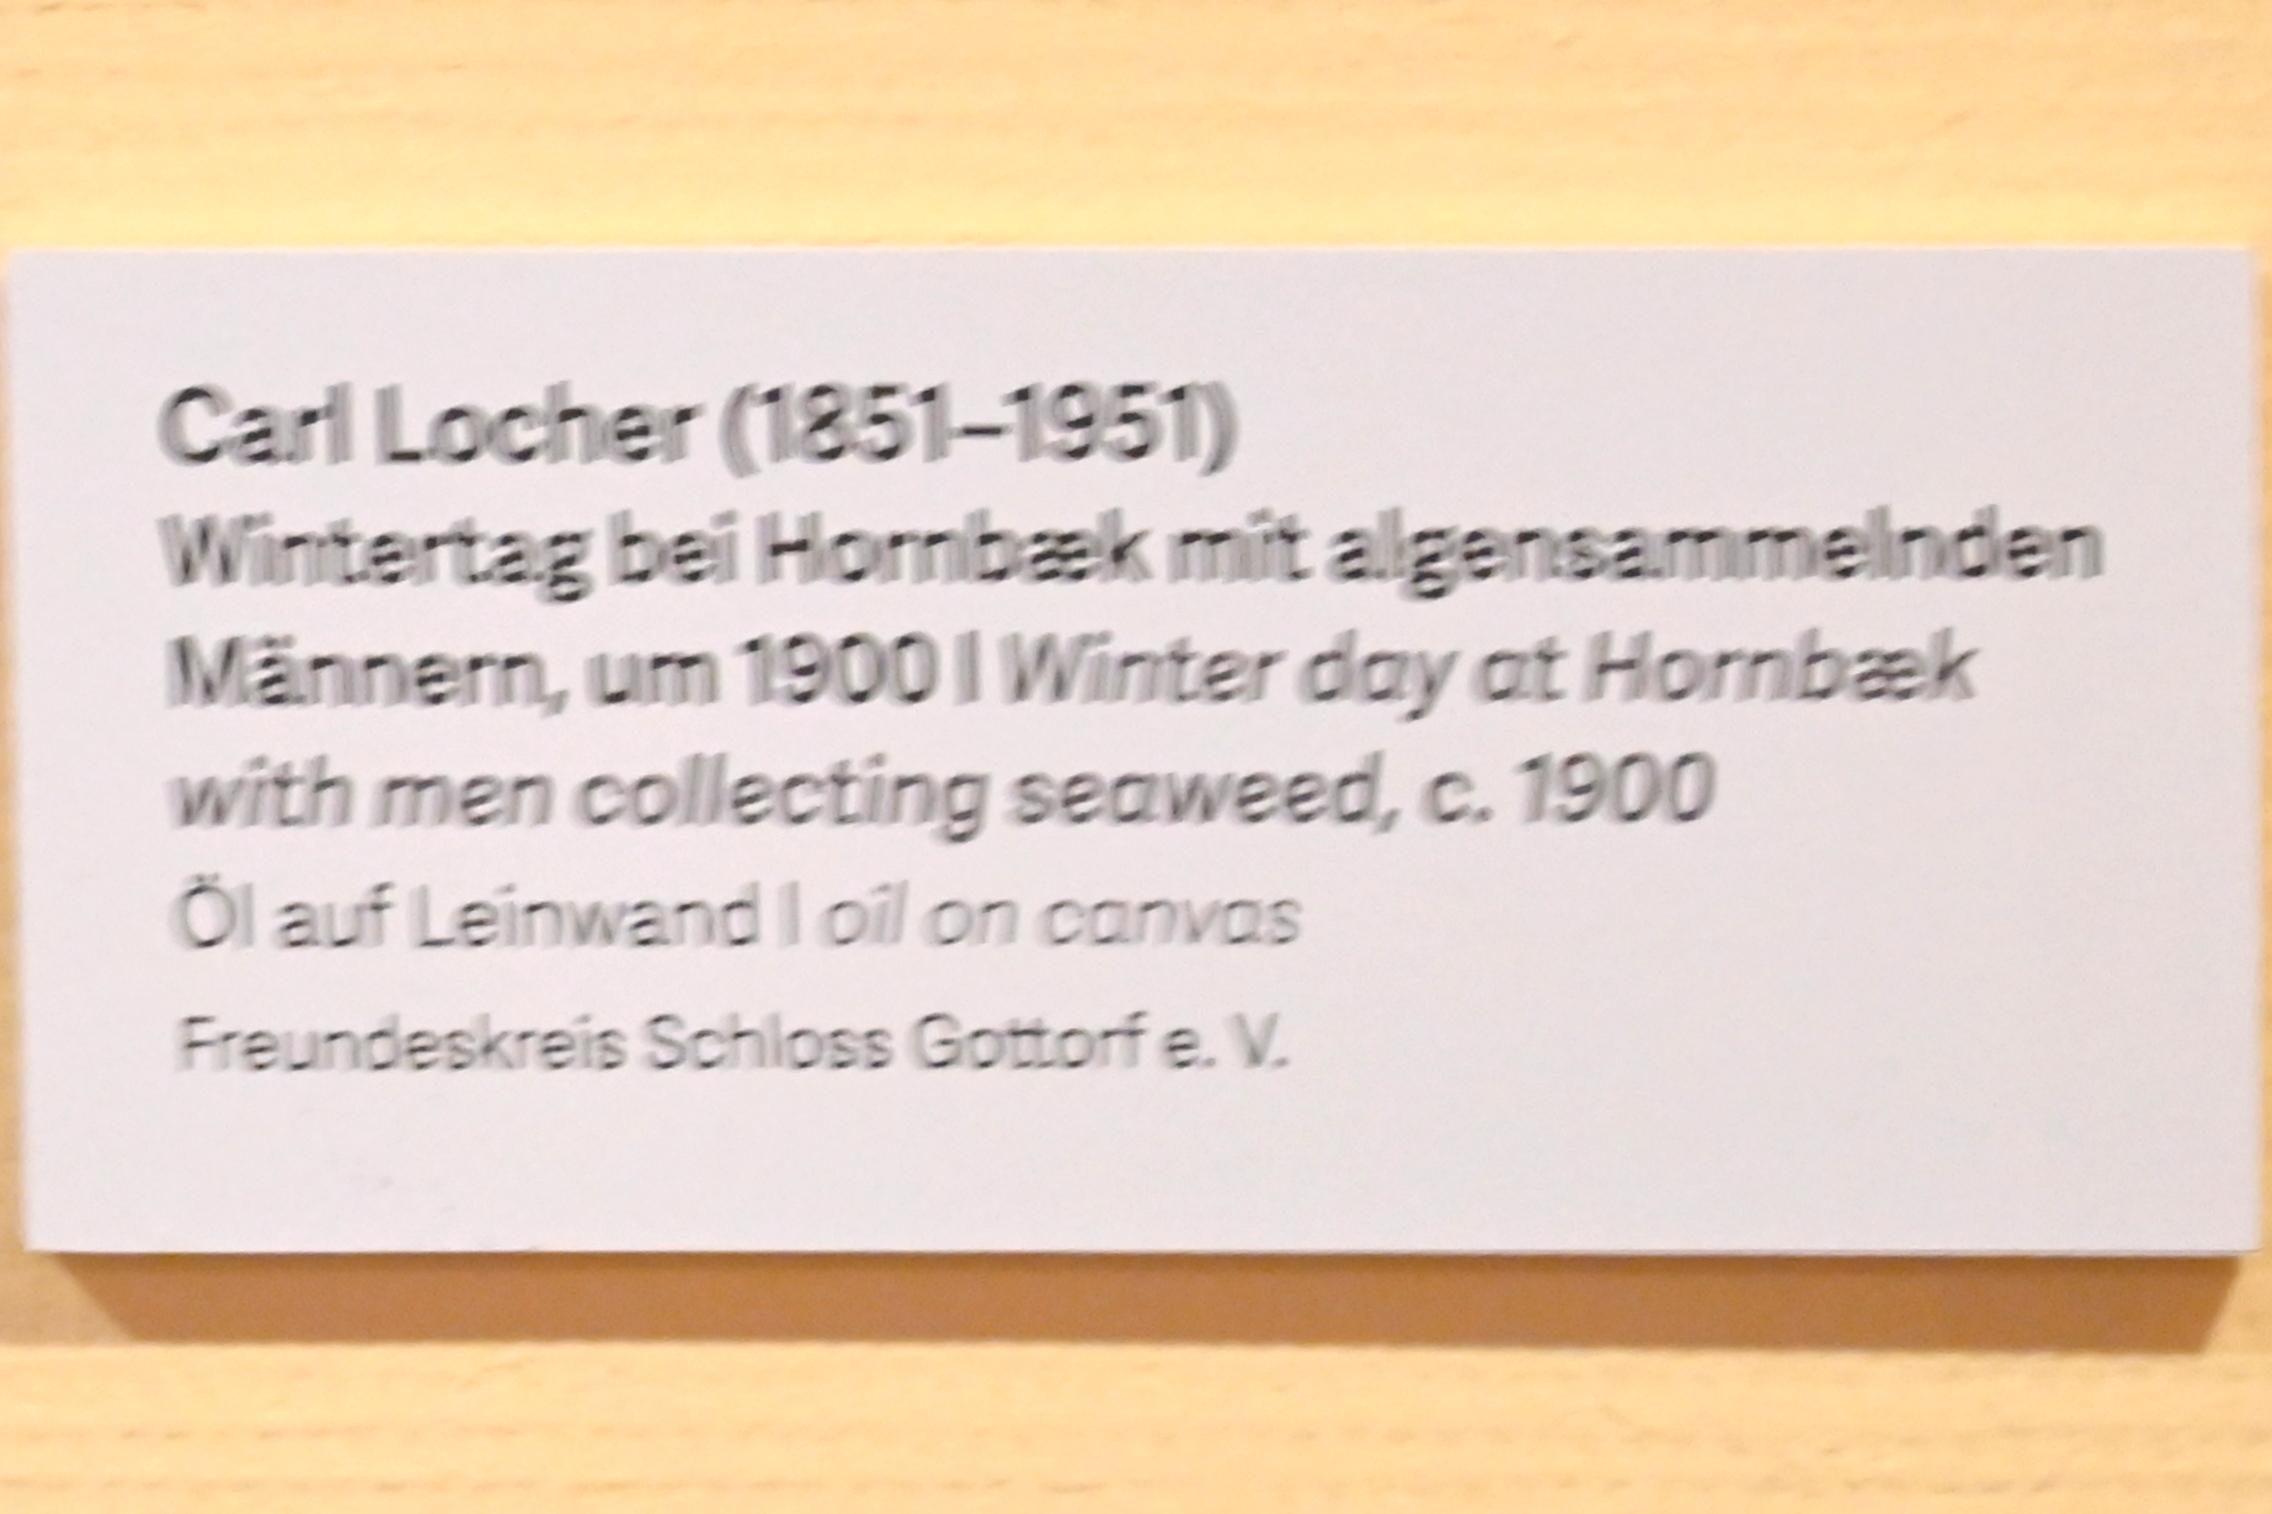 Carl Locher (1851–1951)
Wintertag bei Hornbæk mit algensammelnden
Männern, um 1900 | Winter day at Hornbæk
with men collecting seaweed, c. 1900
Öl auf Leinwand | oil on canvas
Freundeskreis Schloss Gottorf e. V.